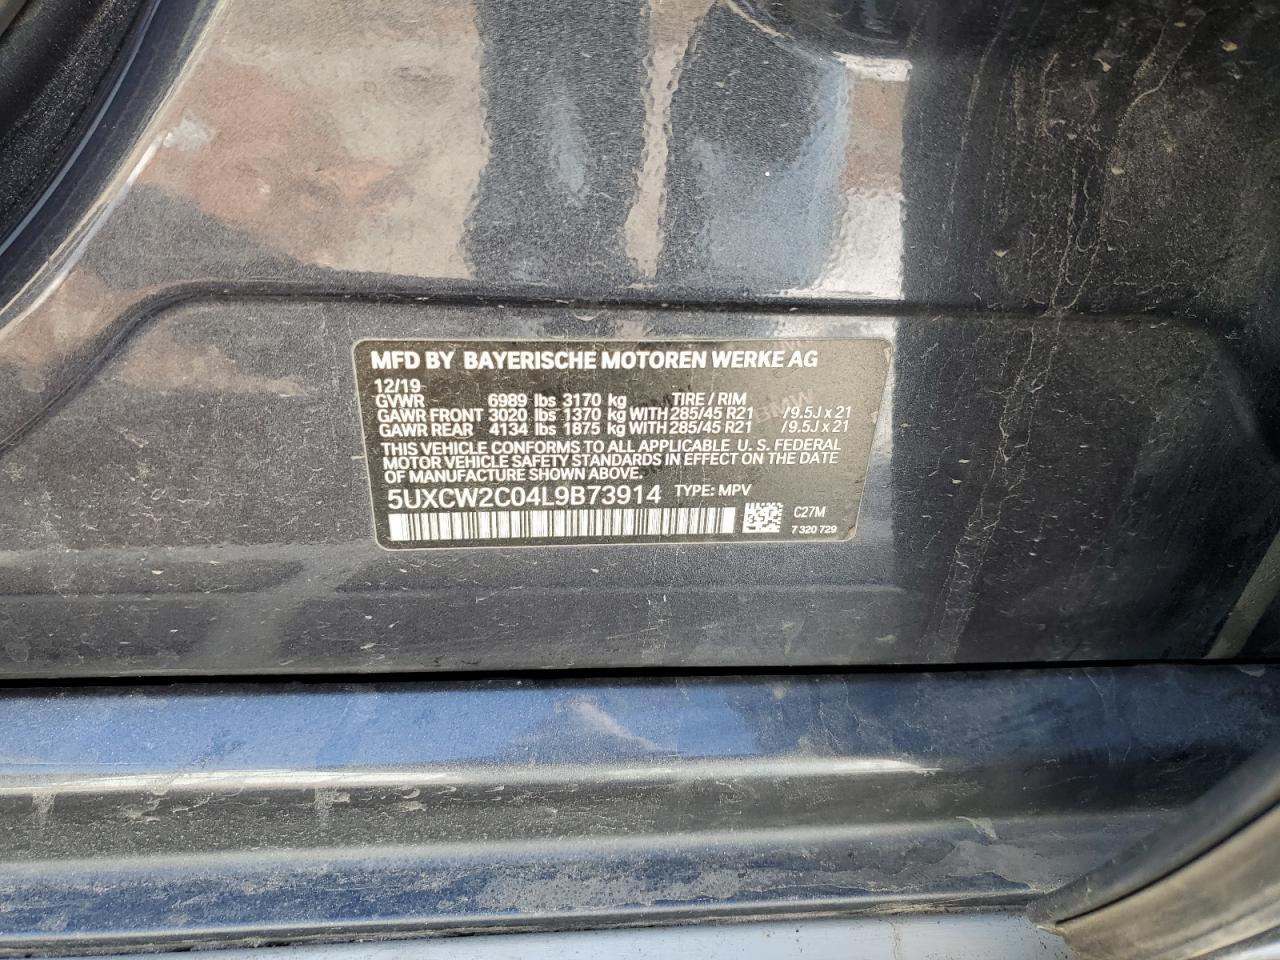 MFD BY BAYERISCHE MOTOREN WERKE AG
12/19
GVWR 6989 lbs 3170 kg TIRE / RIM
GAWR FRONT 3020 lbs 1370 kg WITH 285/45 R21 / 9.5J x 21
GAWR REAR 4134 lbs 1875 kg WITH 285/45 R21 / 9.5J x 21
THIS VEHICLE CONFORMS TO ALL APPLICABLE U. S. FEDERAL
MOTOR VEHICLE SAFETY STANDARDS IN EFFECT ON THE DATE
OF MANUFACTURE SHOWN ABOVE.
5UXCW2C04L9B73914 TYPE: MPV
C27M
7 320 729
BMW